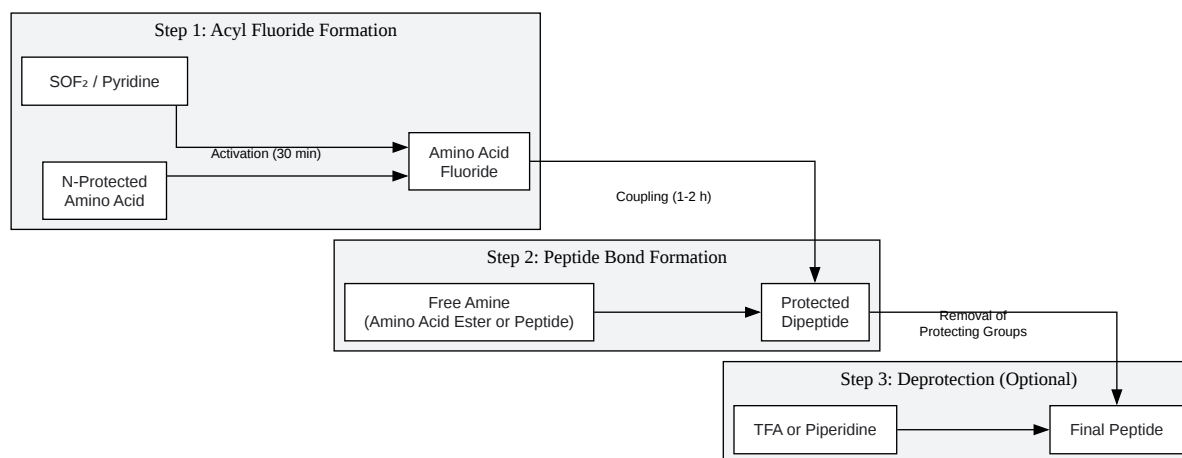 Step 1: Acyl Fluoride Formation
SOF₂ / Pyridine
Activation (30 min)
Amino Acid
Fluoride
N-Protected
Amino Acid
Coupling (1-2 h)
Step 2: Peptide Bond Formation
Free Amine
(Amino Acid Ester or Peptide)
Protected
Dipeptide
Removal of
Protecting Groups
Step 3: Deprotection (Optional)
TFA or Piperidine
Final Peptide